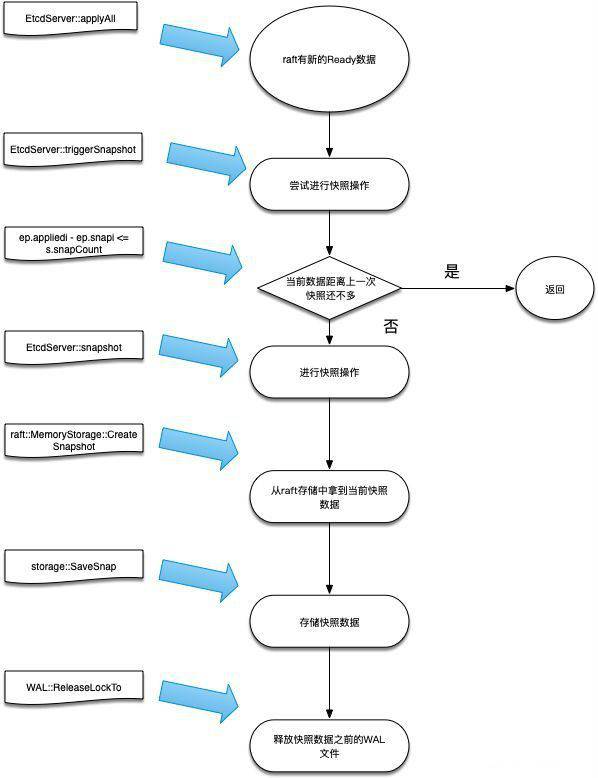 EtcdServer::applyAll
raft有新的Ready数据
EtcdServer::triggerSnapshot
尝试进行快照操作
ep.appliedi - ep.snapi <=
s.snapCount
当前数据距离上一次
快照还不多
是
返回
否
EtcdServer::snapshot
进行快照操作
raft::MemoryStorage::Create
Snapshot
从raft存储中拿到当前快照
数据
storage::SaveSnap
存储快照数据
WAL::ReleaseLockTo
释放快照数据之前的WAL
文件